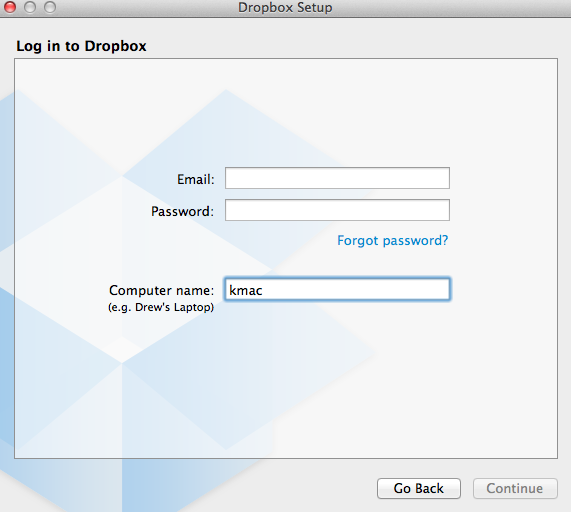 Dropbox Setup
Log in to Dropbox
Email:
Password:
Forgot password?
Computer name: kmac
(e.g. Drew's Laptop)
Go Back Continue